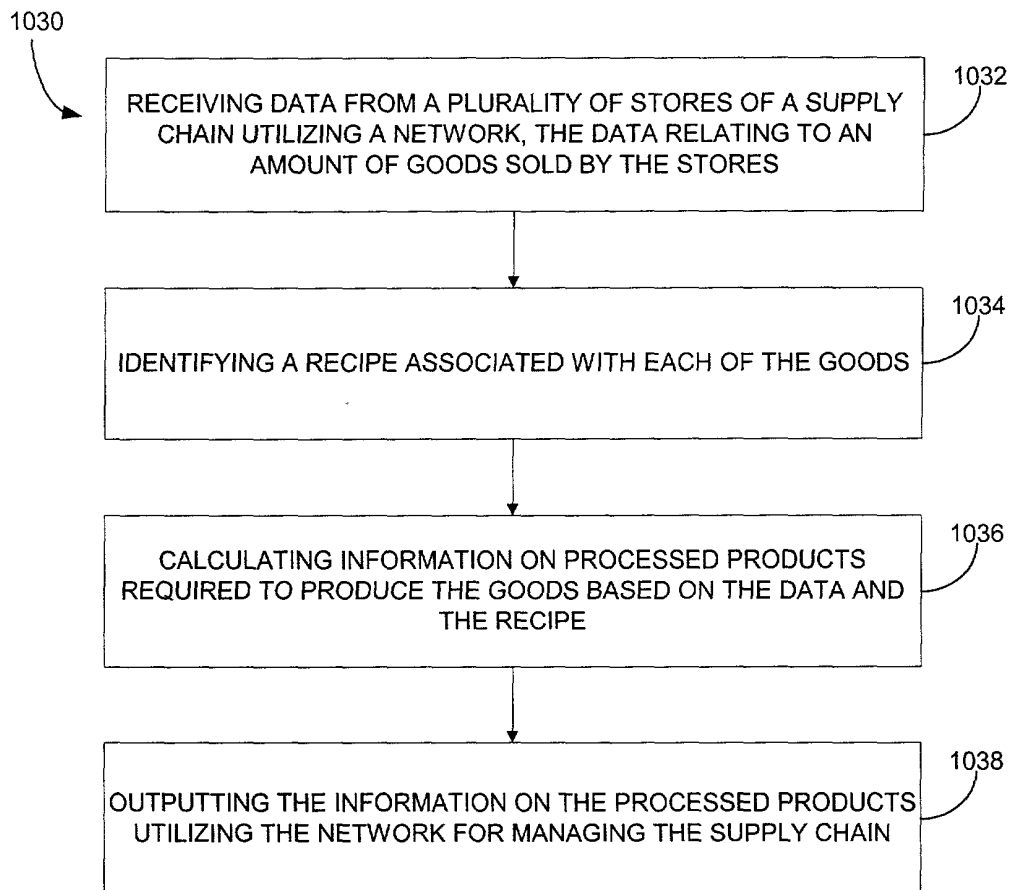 1030
1032
RECEIVING DATA FROM A PLURALITY OF STORES OF A SUPPLY
CHAIN UTILIZING A NETWORK, THE DATA RELATING TO AN
AMOUNT OF GOODS SOLD BY THE STORES
1034
IDENTIFYING A RECIPE ASSOCIATED WITH EACH OF THE GOODS
1036
CALCULATING INFORMATION ON PROCESSED PRODUCTS
REQUIRED TO PRODUCE THE GOODS BASED ON THE DATA AND
THE RECIPE
1038
OUTPUTTING THE INFORMATION ON THE PROCESSED PRODUCTS
UTILIZING THE NETWORK FOR MANAGING THE SUPPLY CHAIN